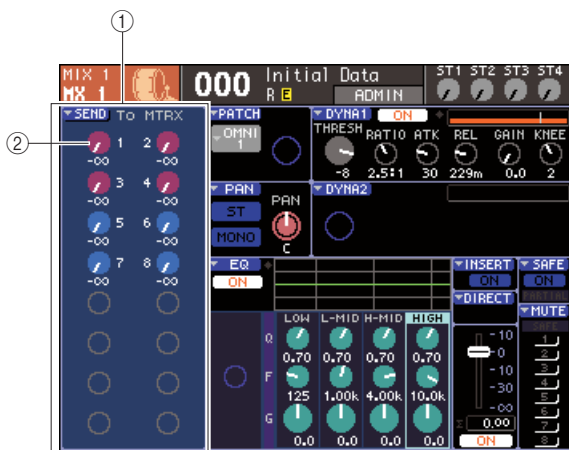 ①
MIX 1
MX 1
000
Initial Data
R E
ADMIN
ST1 ST2 ST3 ST4
②
SEND TO MTRX
1 2
-∞ -∞
3 4
-∞ -∞
5 6
-∞ -∞
7 8
-∞ -∞
PATCH
OMNI
1
DYNA1 ON
THRESH RATIO ATK REL GAIN KNEE
-8 2.5:1 30 229m 0.0 2
PAN
ST
MONO
PAN
C
DYNA2
EQ
ON
LOW L-MID H-MID HIGH
Q
0.70 0.70 0.70 0.70
F
125 1.00k 4.00k 10.0k
G
0.0 0.0 0.0 0.0
INSERT
ON
DIRECT
10
0
-10
-30
-∞
Σ 0.00
ON
SAFE
ON
PARTIAL
MUTE
SAFE
1
2
3
4
5
6
7
8